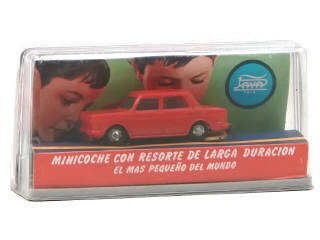 MINICOCHE CON RESORTE DE LARGA DURACION
EL MAS PEQUEÑO DEL MUNDO